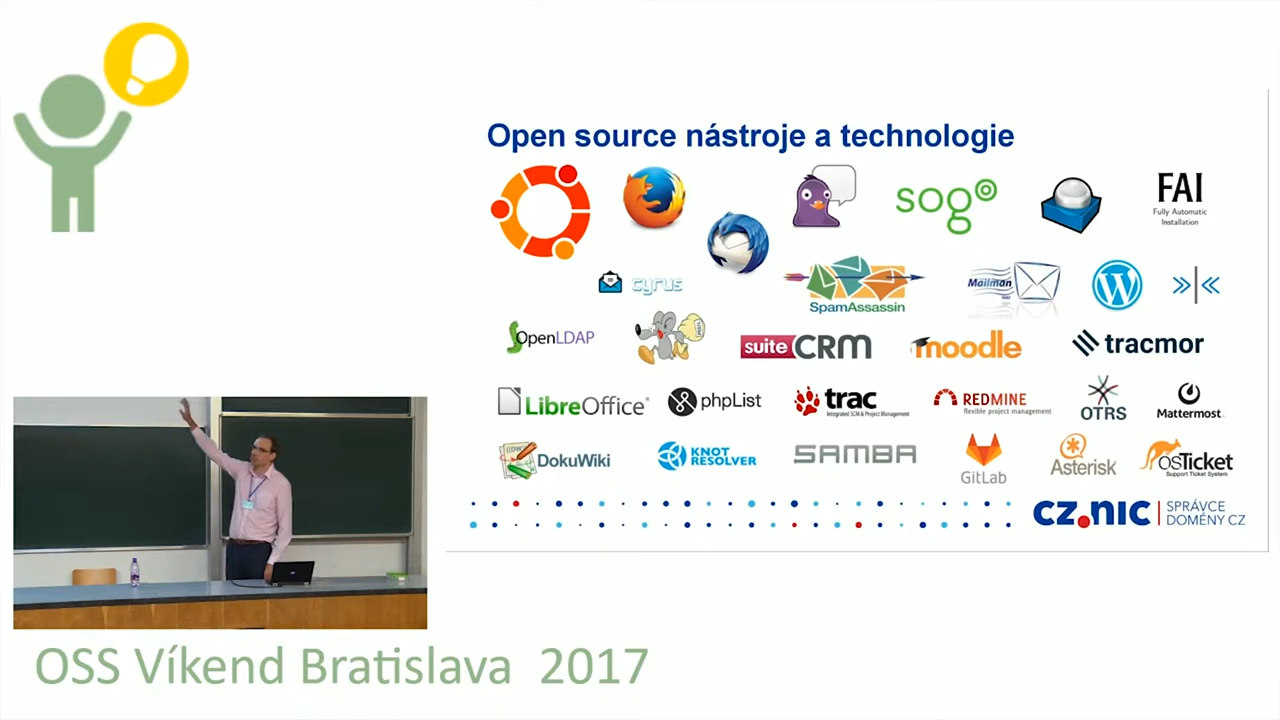 Open source nástroje a technologie
sogo
FAI
Fully Automatic
Installation
cyrus
SpamAssassin
Mailman
OpenLDAP
suiteCRM
moodle
tracmor
LibreOffice
phpList
trac
Integrated SCM & Project Management
REDMINE
flexible project management
OTRS
Mattermost
DokuWiki
KNOT
RESOLVER
SAMBA
GitLab
Asterisk
osTicket
Support Ticket System
CZ.NIC
SPRÁVCE
DOMÉNY CZ
OSS Víkend Bratislava 2017